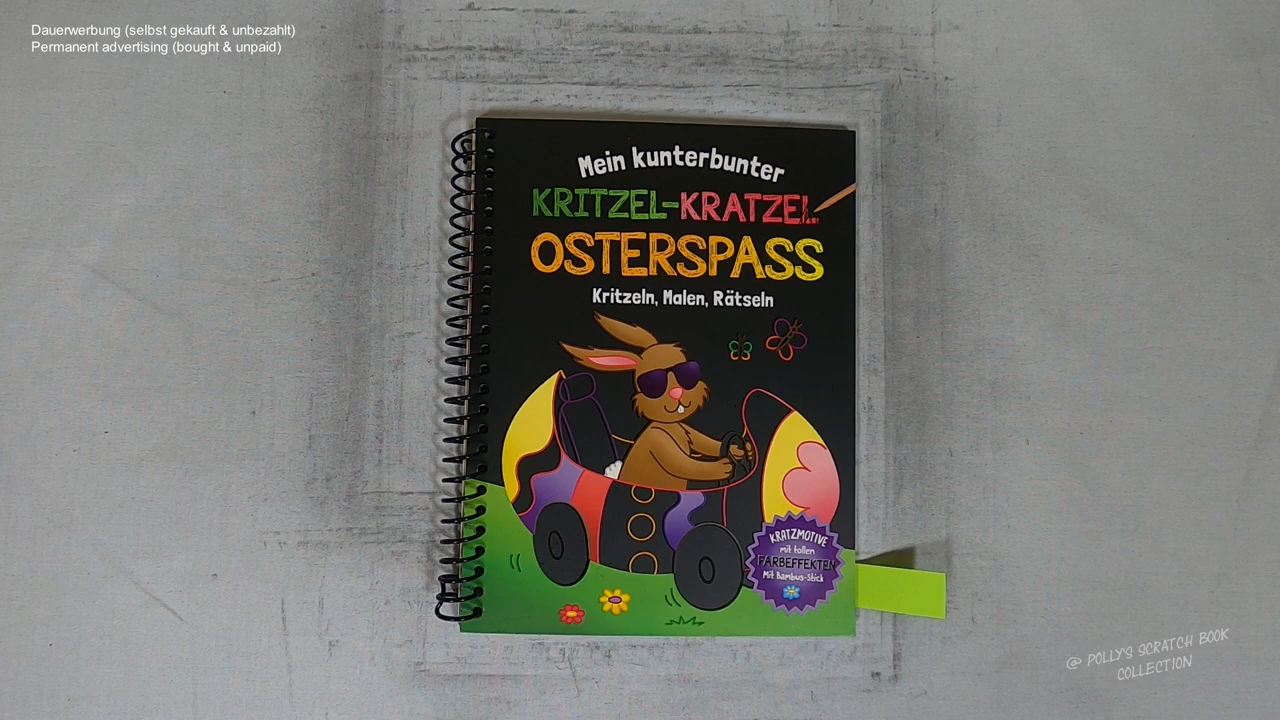 Dauerwerbung (selbst gekauft & unbezahlt)
Permanent advertising (bought & unpaid)
Mein kunterbunter
KRITZEL-KRATZEL
OSTERSPASS
Kritzeln, Malen, Rätseln
KRATZMOTIVE
mit tollen
FARBEFFEKTEN
Mit Bambus-Stick
@ POLLY'S SCRATCH BOOK
COLLECTION